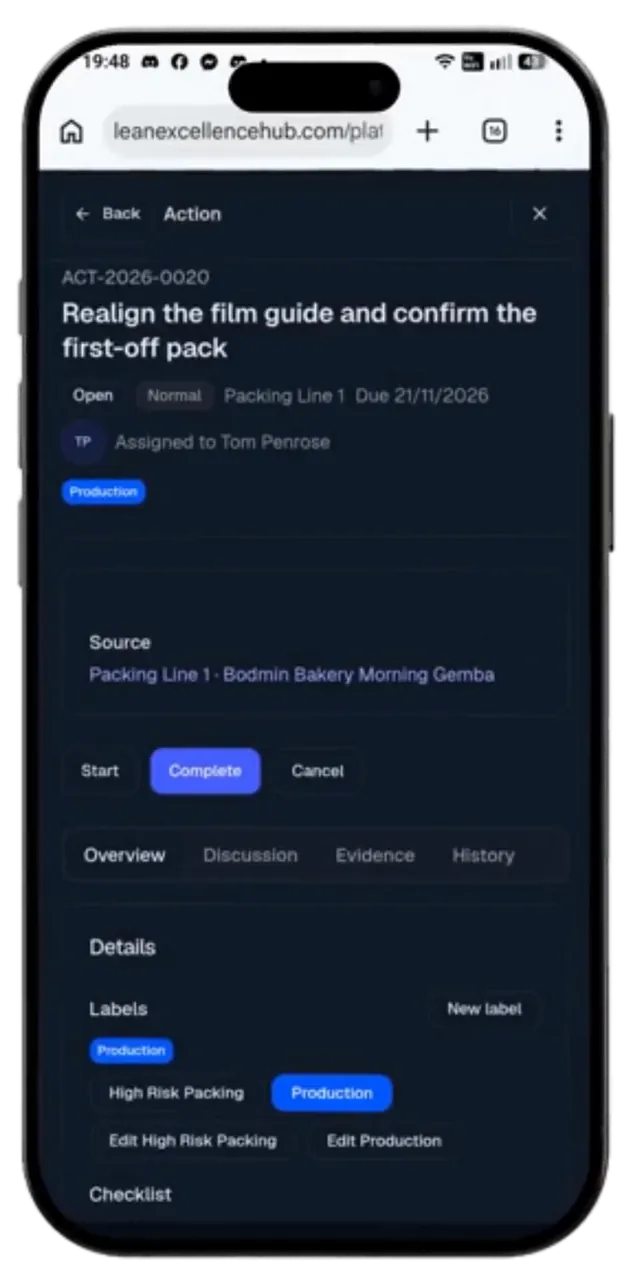 19:48
leanexcellencehub.com/plat
16
Back Action
ACT-2026-0020
Realign the film guide and confirm the
first-off pack
Open Normal Packing Line 1 Due 21/11/2026
TP Assigned to Tom Penrose
Production
Source
Packing Line 1 · Bodmin Bakery Morning Gemba
Start Complete Cancel
Overview Discussion Evidence History
Details
Labels New label
Production
High Risk Packing Production
Edit High Risk Packing Edit Production
Checklist